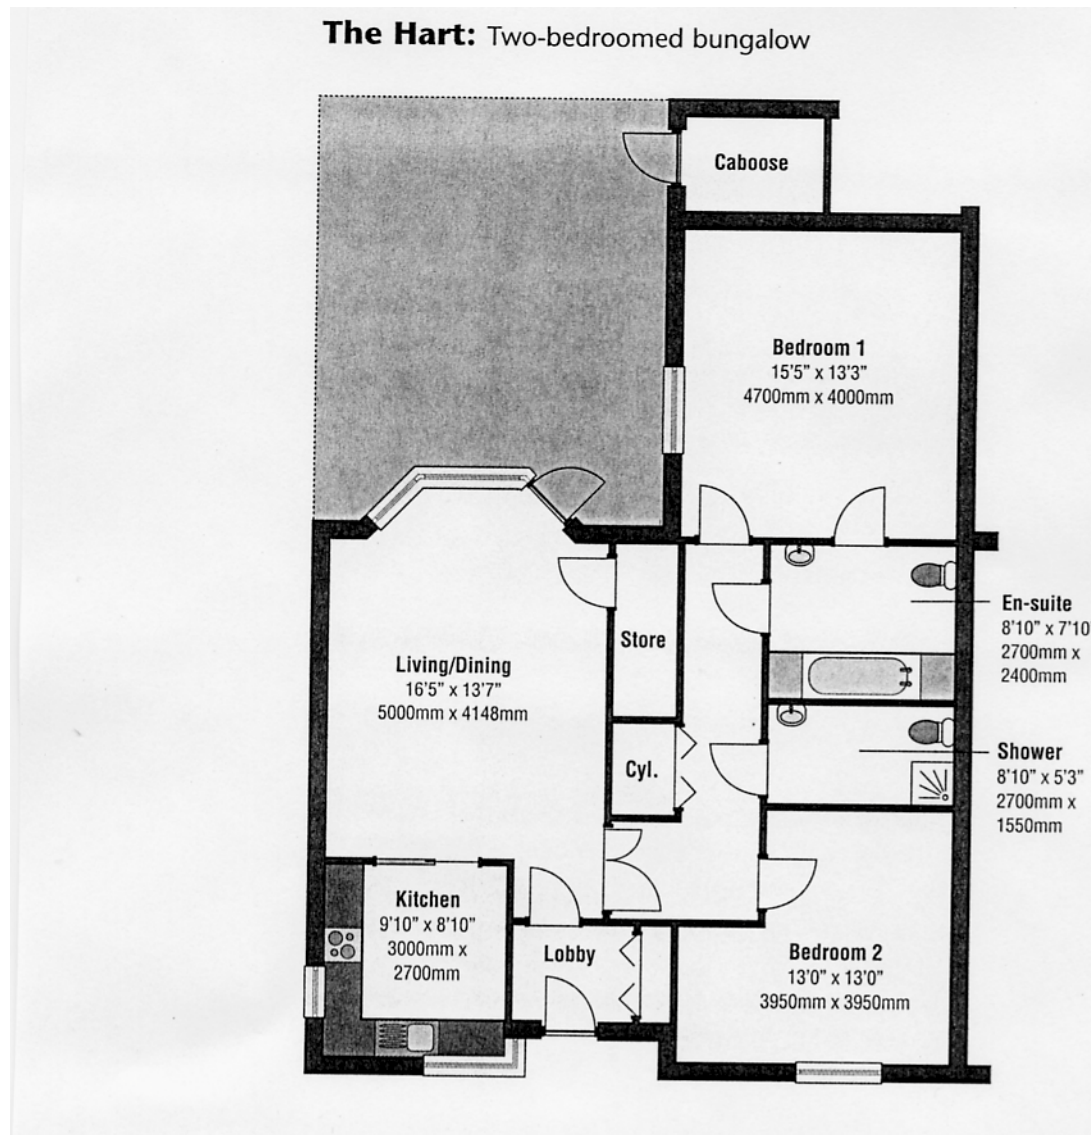 The Hart: Two-bedroomed bungalow
Caboose
Bedroom 1
15'5" x 13'3"
4700mm x 4000mm
En-suite
8'10" x 7'10
2700mm x
2400mm
Store
Living/Dining
16'5" x 13'7"
5000mm x 4148mm
Cyl.
Shower
8'10" x 5'3"
2700mm x
1550mm
Kitchen
9'10" x 8'10"
3000mm x
2700mm
Lobby
Bedroom 2
13'0" x 13'0"
3950mm x 3950mm